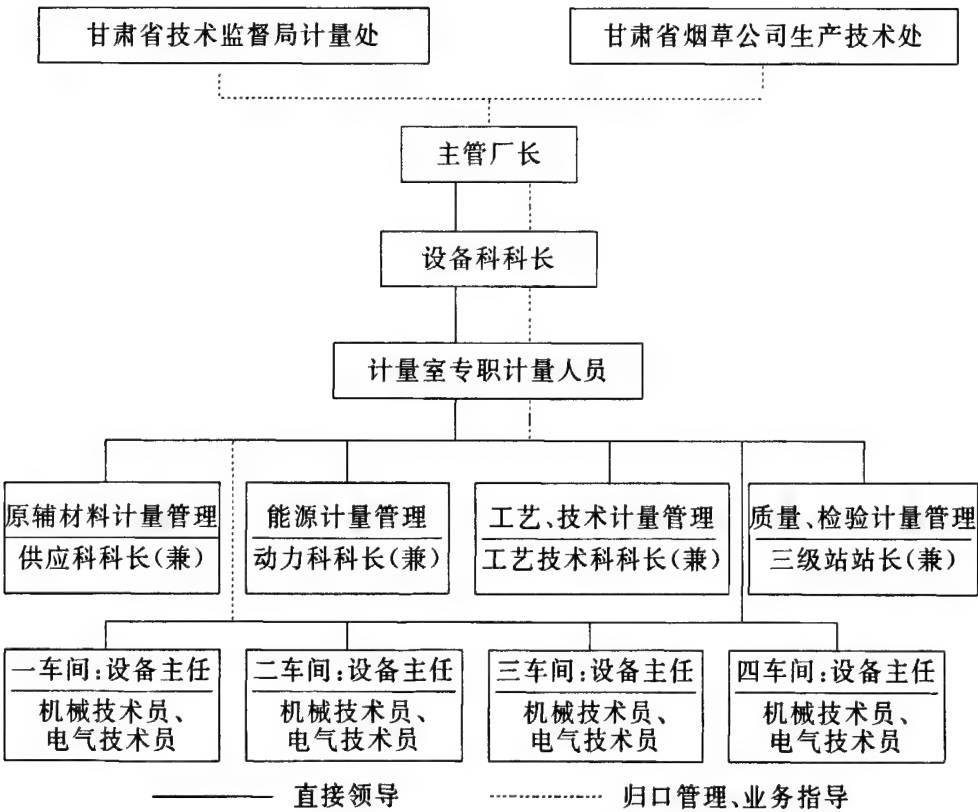 甘肃省技术监督局计量处
甘肃省烟草公司生产技术处
主管厂长
设备科科长
计量室专职计量人员
原辅材料计量管理
供应科科长(兼)
能源计量管理
动力科科长(兼)
工艺、技术计量管理
工艺技术科科长(兼)
质量、检验计量管理
三级站站长(兼)
一车间:设备主任
机械技术员、
电气技术员
二车间:设备主任
机械技术员、
电气技术员
三车间:设备主任
机械技术员、
电气技术员
四车间:设备主任
机械技术员、
电气技术员
直接领导
归口管理、业务指导